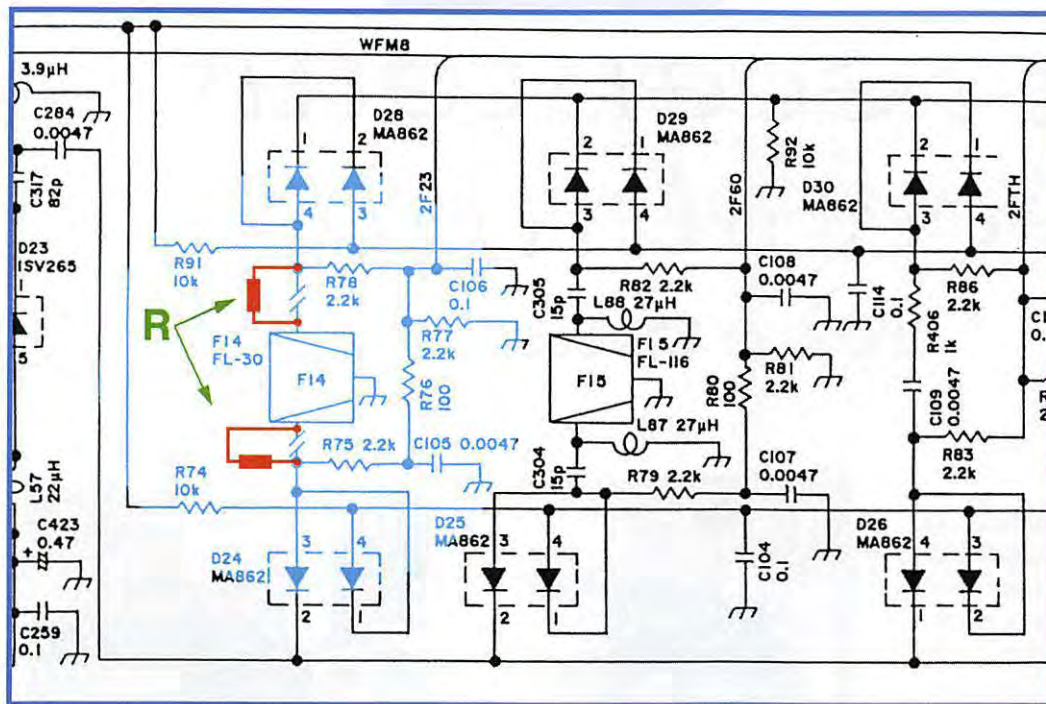 WFM8
3.9µH
C284
0.0047
C317
82p
D23
1SV265
1
5
L57
22µH
C423
+ 0.47
C259
0.1
R
D28
MA862
1
2
4
3
R91
10k
R78
2.2k
2F23
C106
0.1
R77
2.2k
F14
FL-30
F14
R76
100
R75 2.2k
C105 0.0047
R74
10k
D24
MA862
3
4
2
1
D29
MA862
2
1
3
4
C305
15p
R82 2.2k
L88 27µH
F15
FL-116
F15
L87 27µH
C304
15p
R79 2.2k
D25
MA862
3
4
2
1
2F60
R92
10k
C108
0.0047
R81
2.2k
R80
100
C107
0.0047
C104
0.1
D30
MA862
2
1
3
4
2FTH
C114
0.1
R86
2.2k
R406
1k
C109
0.0047
R83
2.2k
D26
MA862
4
3
2
1